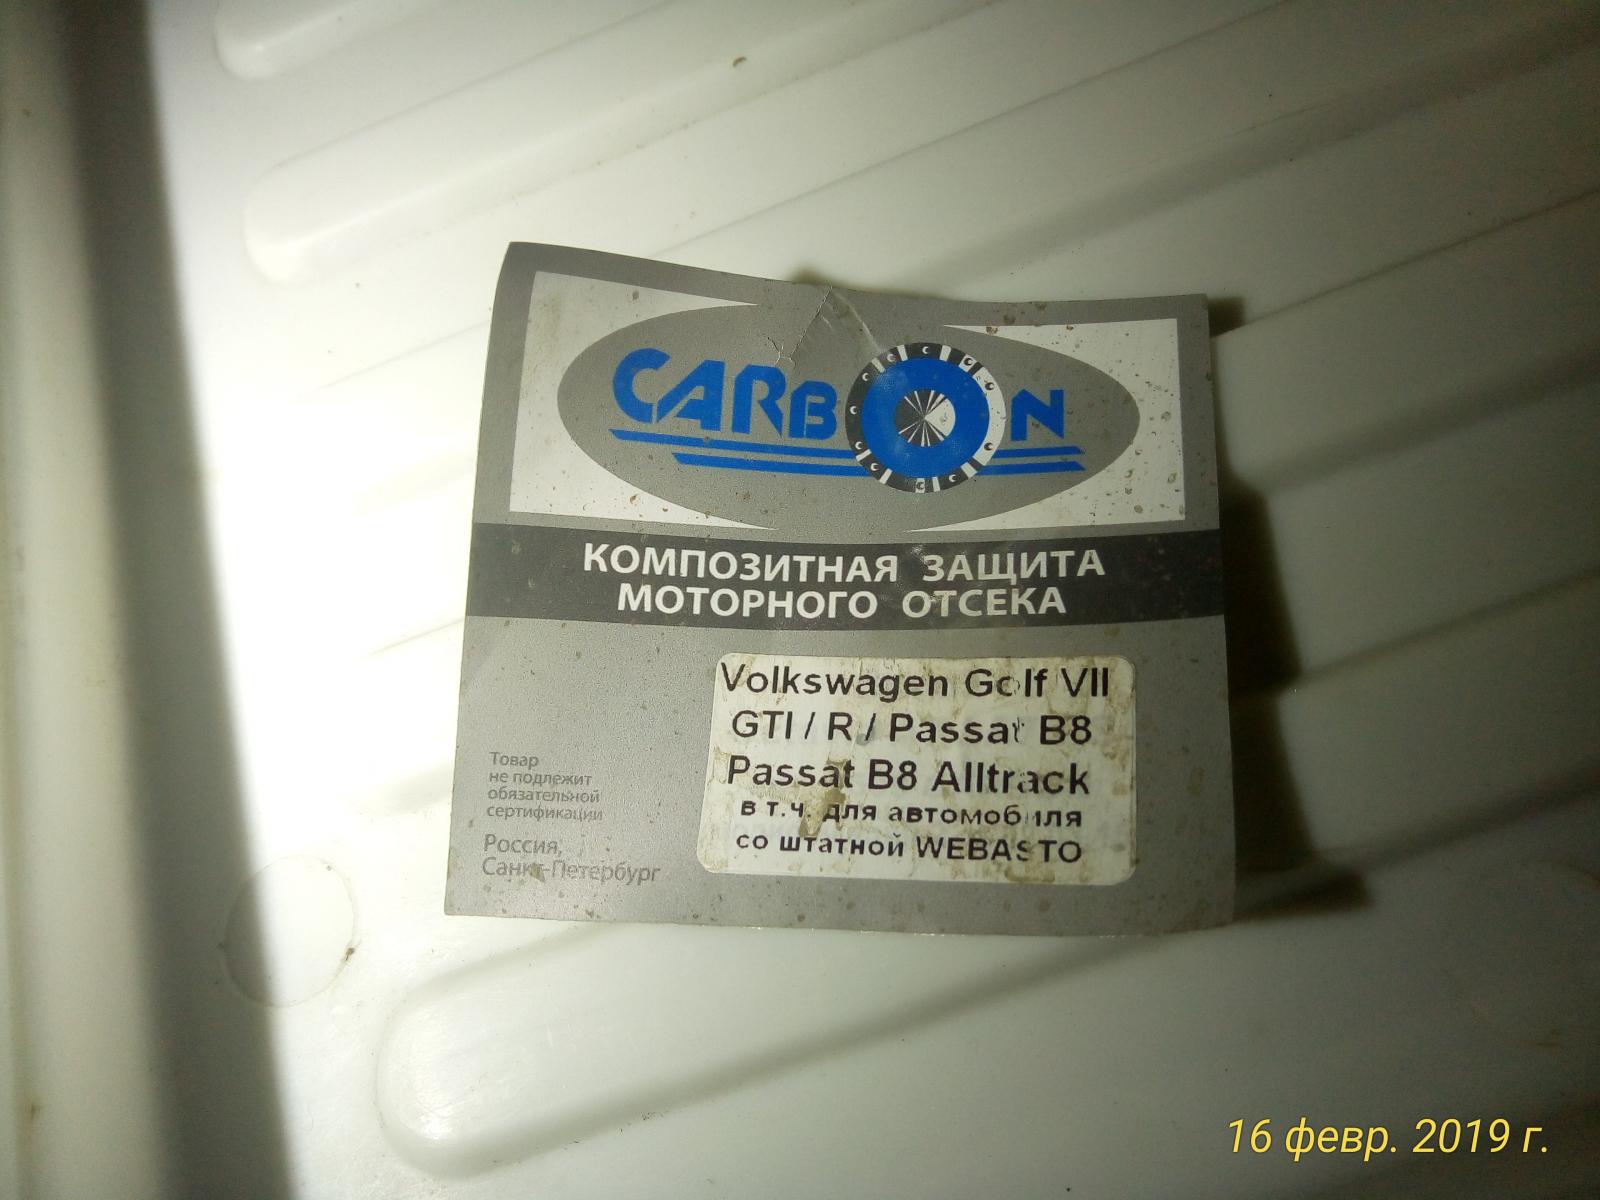 CARBON
КОМПОЗИТНАЯ ЗАЩИТА
МОТОРНОГО ОТСЕКА
Volkswagen Golf VII
GTI / R / Passat B8
Passat B8 Alltrack
в т.ч. для автомобиля
со штатной WEBASTO
Товар
не подлежит
обязательной
сертификации
Россия,
Санкт-Петербург
16 февр. 2019 г.